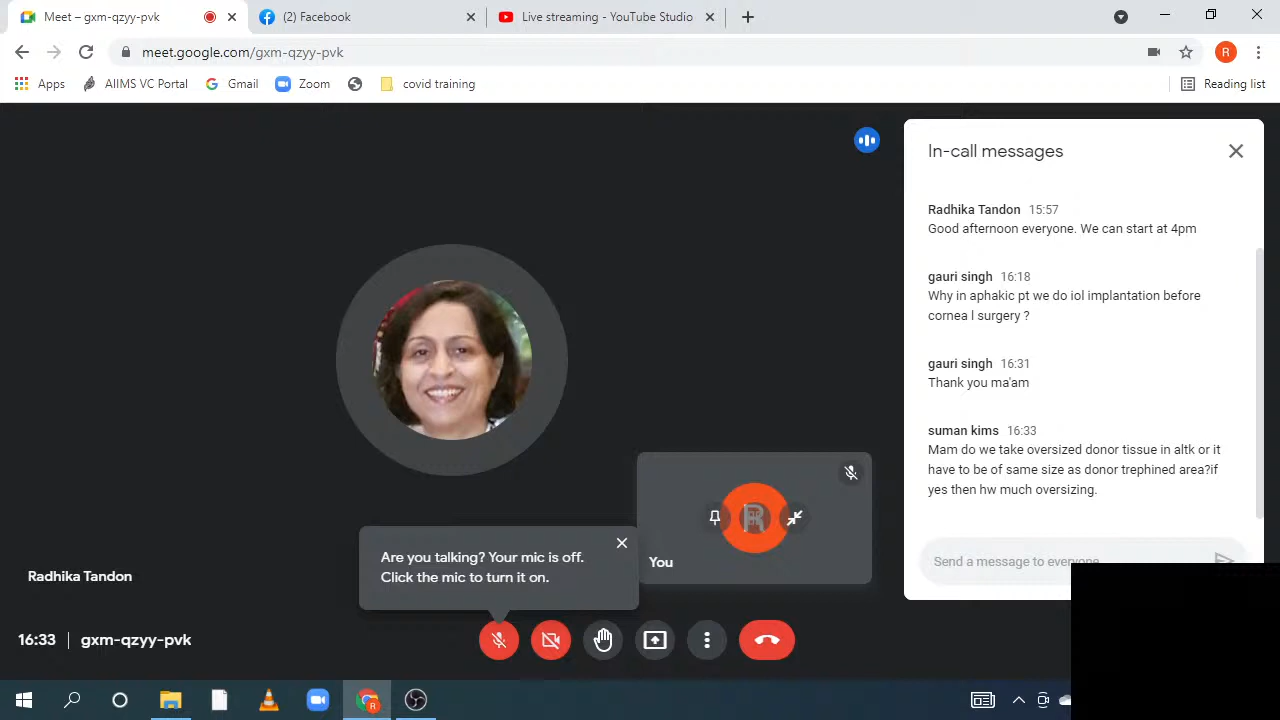 Meet – gxm-qzyy-pvk
(2) Facebook
Live streaming - YouTube Studio
meet.google.com/gxm-qzyy-pvk
R
Apps
AIIMS VC Portal
Gmail
Zoom
covid training
Reading list
In-call messages
Radhika Tandon 15:57
Good afternoon everyone. We can start at 4pm
gauri singh 16:18
Why in aphakic pt we do iol implantation before
cornea l surgery ?
gauri singh 16:31
Thank you ma'am
suman kims 16:33
Mam do we take oversized donor tissue in altk or it
have to be of same size as donor trephined area?if
yes then hw much oversizing.
Send a message to everyone
R
You
Are you talking? Your mic is off.
Click the mic to turn it on.
Radhika Tandon
16:33 | gxm-qzyy-pvk
R